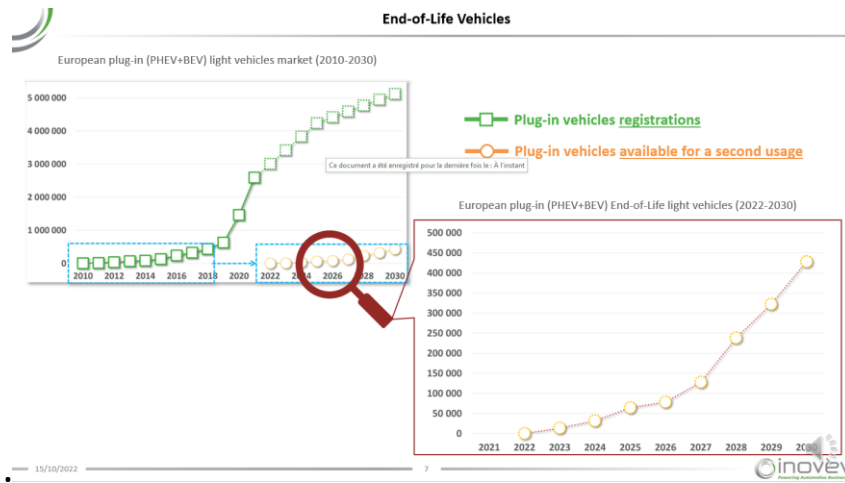 End-of-Life Vehicles
European plug-in (PHEV+BEV) light vehicles market (2010-2030)
5 000 000
4 000 000
3 000 000
2 000 000
1 000 000
0
2010 2012 2014 2016 2018 2020 2022 2024 2026 2028 2030
Plug-in vehicles registrations
Plug-in vehicles available for a second usage
Ce document a été enregistré pour la dernière fois le : À l'instant
European plug-in (PHEV+BEV) End-of-Life light vehicles (2022-2030)
500 000
450 000
400 000
350 000
300 000
250 000
200 000
150 000
100 000
50 000
0
2021 2022 2023 2024 2025 2026 2027 2028 2029 2030
15/10/2022
7
inovev
Powering Automotive Business